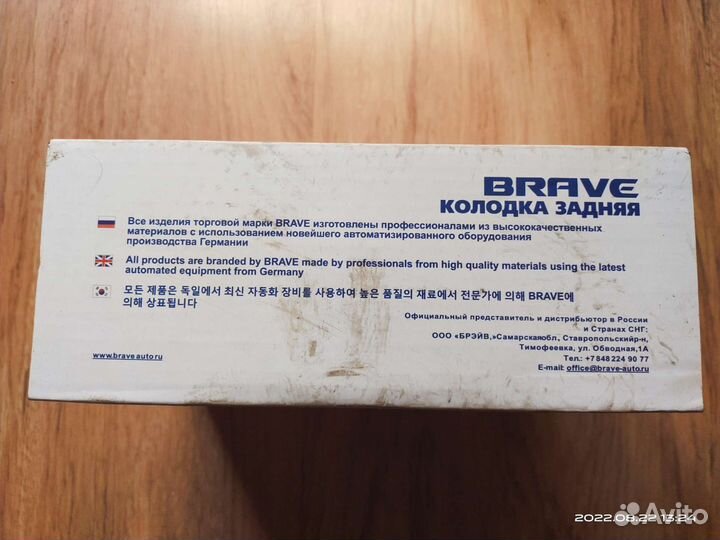 BRAVE
КОЛОДКА ЗАДНЯЯ
Все изделия торговой марки BRAVE изготовлены профессионалами из высококачественных
материалов с использованием новейшего автоматизированного оборудования
производства Германии
All products are branded by BRAVE made by professionals from high quality materials using the latest
automated equipment from Germany
모든 제품은 독일에서 최신 자동화 장비를 사용하여 높은 품질의 재료에서 전문가에 의해 BRAVE에
의해 상표됩니다
Официальный представитель и дистрибьютор в России
и Странах СНГ:
ООО «БРЭЙВ,»Самарскаяобл., Ставропольскийр-н,
Тимофеевка, ул. Обводная,1А
Тел.: +7 848 224 90 77
E-mail: office@brave-auto.ru
www.braveauto.ru
2022.08.22 13:24
Avito